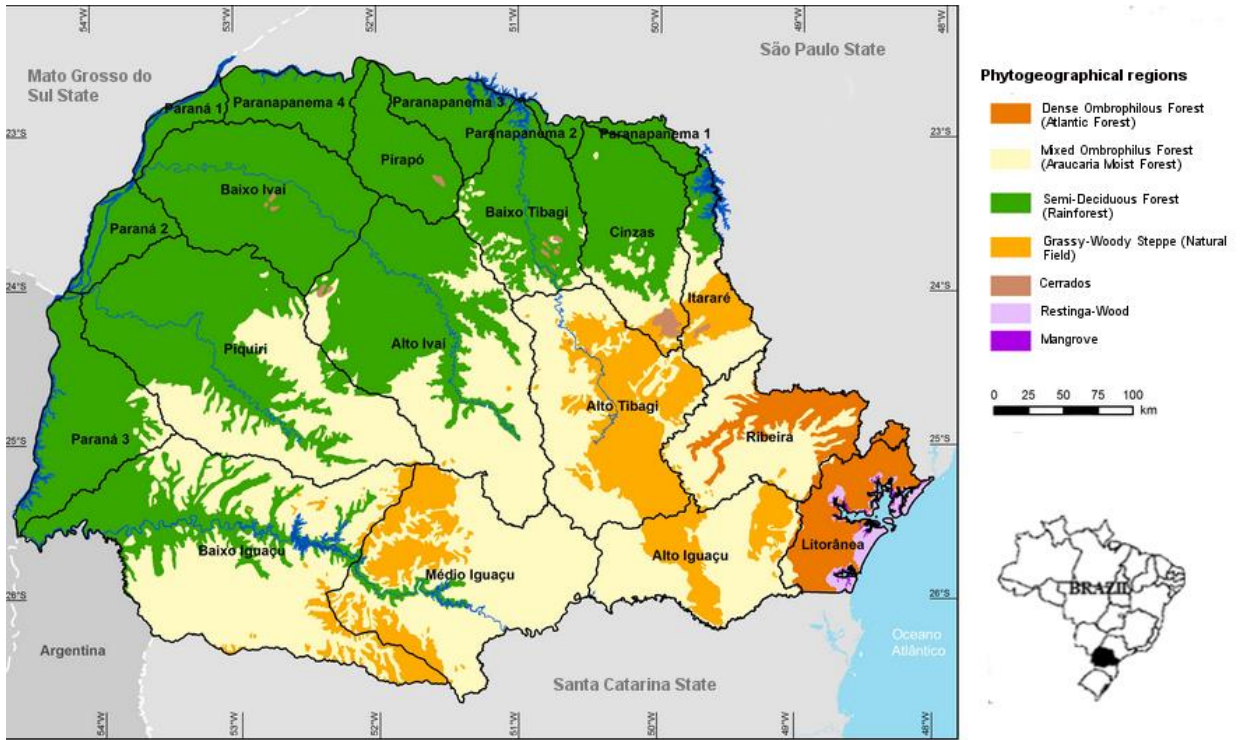 54°W
53°W
52°W
51°W
50°W
49°W
48°W
São Paulo State
Mato Grosso do
Sul State
Paraná 1
Paranapanema 4
Paranapanema 3
Paranapanema 2
Paranapanema 1
23°S
23°S
Pirapó
Baixo Ivaí
Baixo Tibagi
Cinzas
Paraná 2
24°S
24°S
Itararé
Piquiri
Alto Ivaí
Alto Tibagi
Paraná 3
Ribeira
25°S
25°S
Baixo Iguaçu
Médio Iguaçu
Alto Iguaçu
Litorânea
26°S
26°S
Argentina
Santa Catarina State
Oceano
Atlântico
54°W
53°W
52°W
51°W
50°W
49°W
48°W
Phytogeographical regions
Dense Ombrophilous Forest
(Atlantic Forest)
Mixed Ombrophilus Forest
(Araucaria Moist Forest)
Semi-Deciduous Forest
(Rainforest)
Grassy-Woody Steppe (Natural
Field)
Cerrados
Restinga-Wood
Mangrove
0 25 50 100
km
BRAZIL